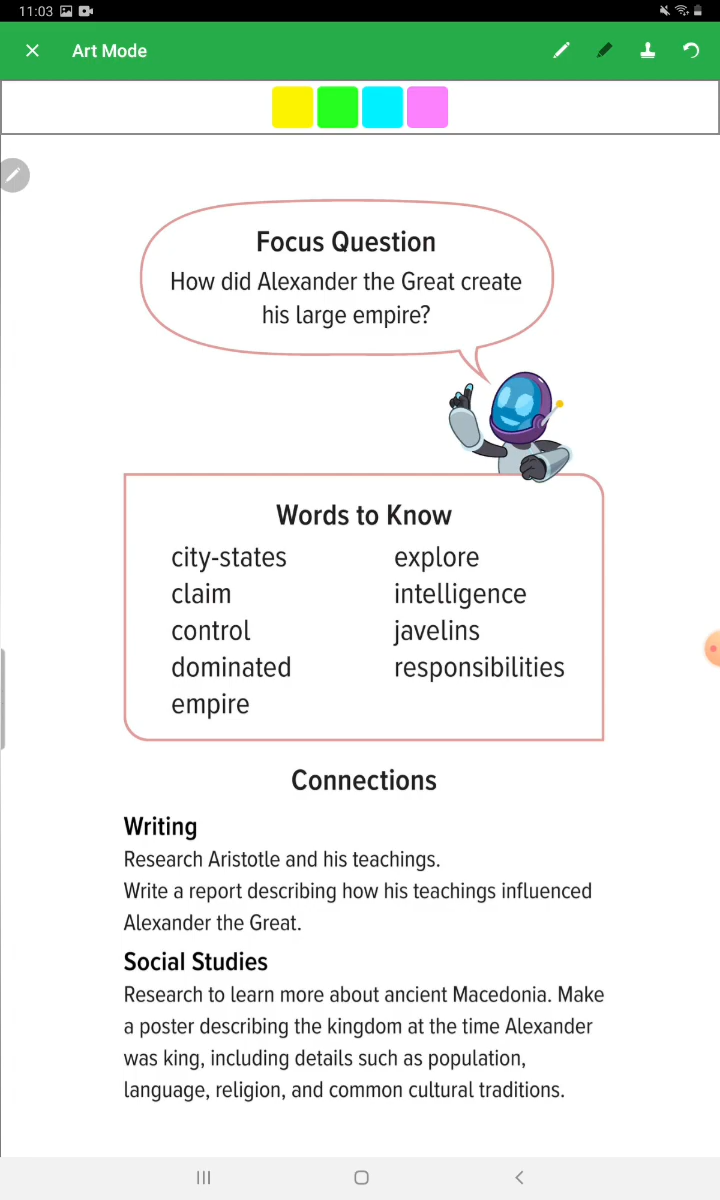 11:03
Art Mode
Focus Question
How did Alexander the Great create
his large empire?
Words to Know
city-states
claim
control
dominated
empire
explore
intelligence
javelins
responsibilities
Connections
Writing
Research Aristotle and his teachings.
Write a report describing how his teachings influenced
Alexander the Great.
Social Studies
Research to learn more about ancient Macedonia. Make
a poster describing the kingdom at the time Alexander
was king, including details such as population,
language, religion, and common cultural traditions.